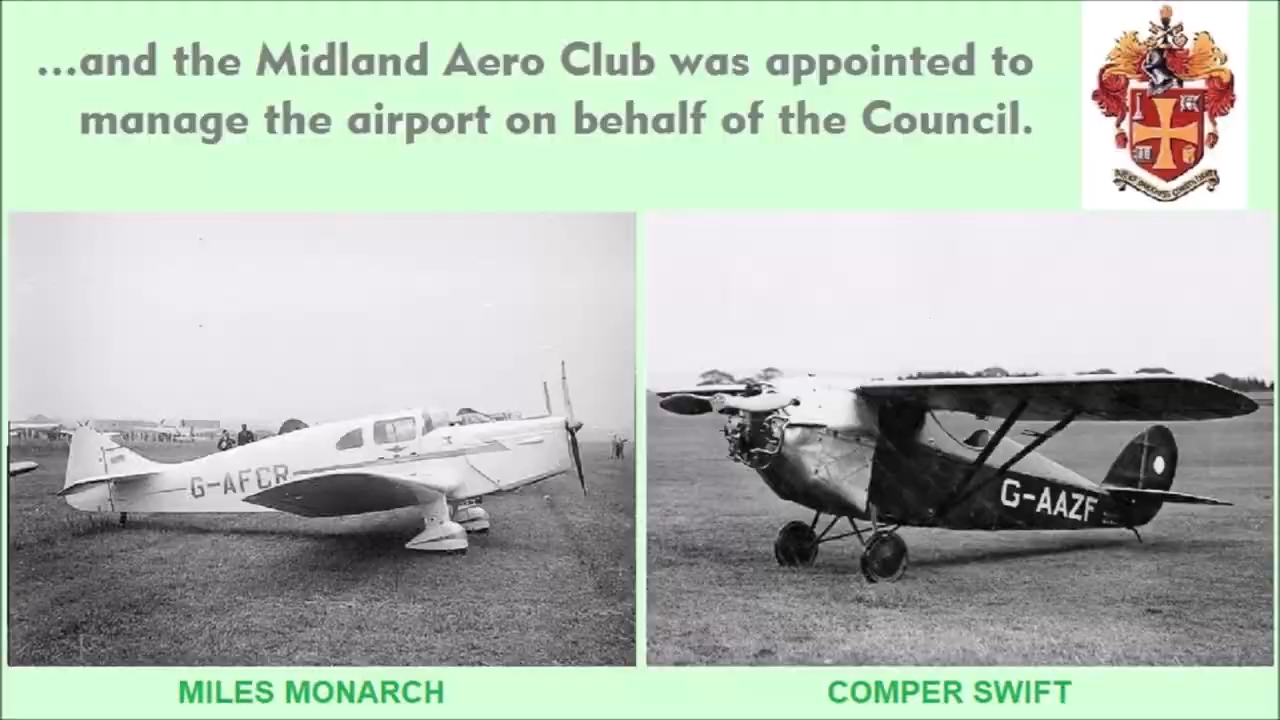 ...and the Midland Aero Club was appointed to
manage the airport on behalf of the Council.
G-AFCR
G-AAZF
MILES MONARCH
COMPER SWIFT